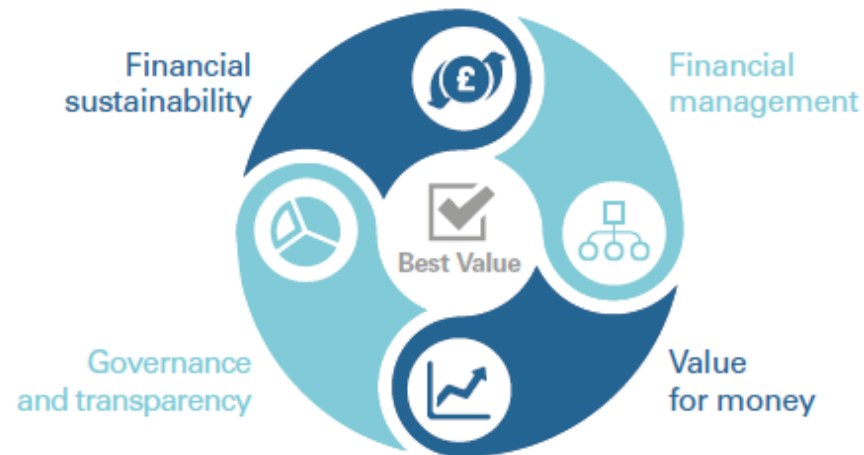 Financial
sustainability
Financial
management
£
Best Value
Governance
and transparency
Value
for money